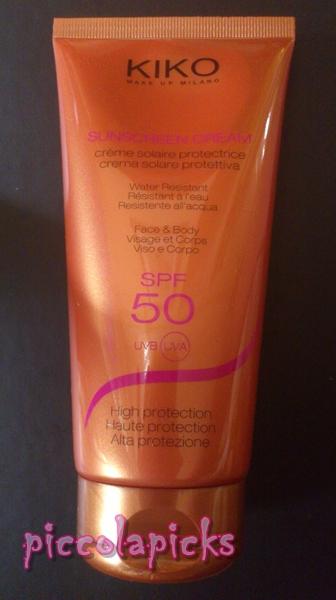 KIKO
MAKE UP MILANO
SUNSCREEN CREAM
crème solaire protectrice
crema solare protettiva
Water Resistant
Résistant à l'eau
Resistente all'acqua
Face & Body
Visage et Corps
Viso e Corpo
SPF
50
UVB UVA
High protection
Haute protection
Alta protezione
piccolapicks